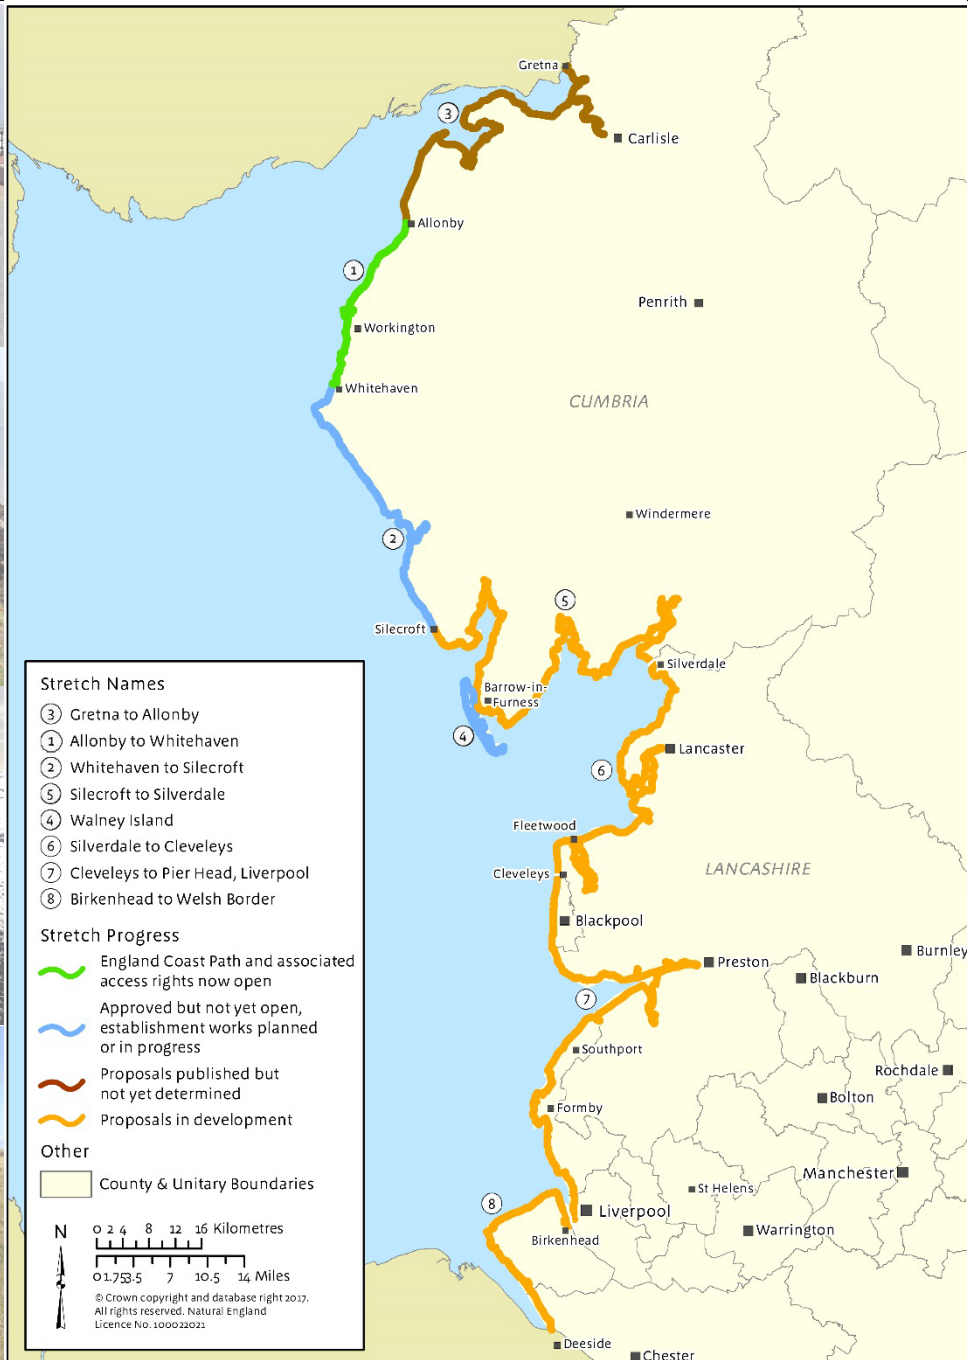 Gretna
3
Carlisle
Allonby
1
Penrith
Workington
Whitehaven
CUMBRIA
Windermere
2
5
Silecroft
Silverdale
Barrow-in-
Furness
4
Lancaster
6
Fleetwood
Cleveleys
LANCASHIRE
Blackpool
Burnley
Preston
Blackburn
7
Southport
Rochdale
Bolton
Formby
Manchester
St Helens
8
Liverpool
Warrington
Birkenhead
Deeside
Chester
Stretch Names
3 Gretna to Allonby
1 Allonby to Whitehaven
2 Whitehaven to Silecroft
5 Silecroft to Silverdale
4 Walney Island
6 Silverdale to Cleveleys
7 Cleveleys to Pier Head, Liverpool
8 Birkenhead to Welsh Border
Stretch Progress
England Coast Path and associated
access rights now open
Approved but not yet open,
establishment works planned
or in progress
Proposals published but
not yet determined
Proposals in development
Other
County & Unitary Boundaries
N
0 2 4 8 12 16 Kilometres
0 1.75 3.5 7 10.5 14 Miles
© Crown copyright and database right 2017.
All rights reserved. Natural England
Licence No. 100022021